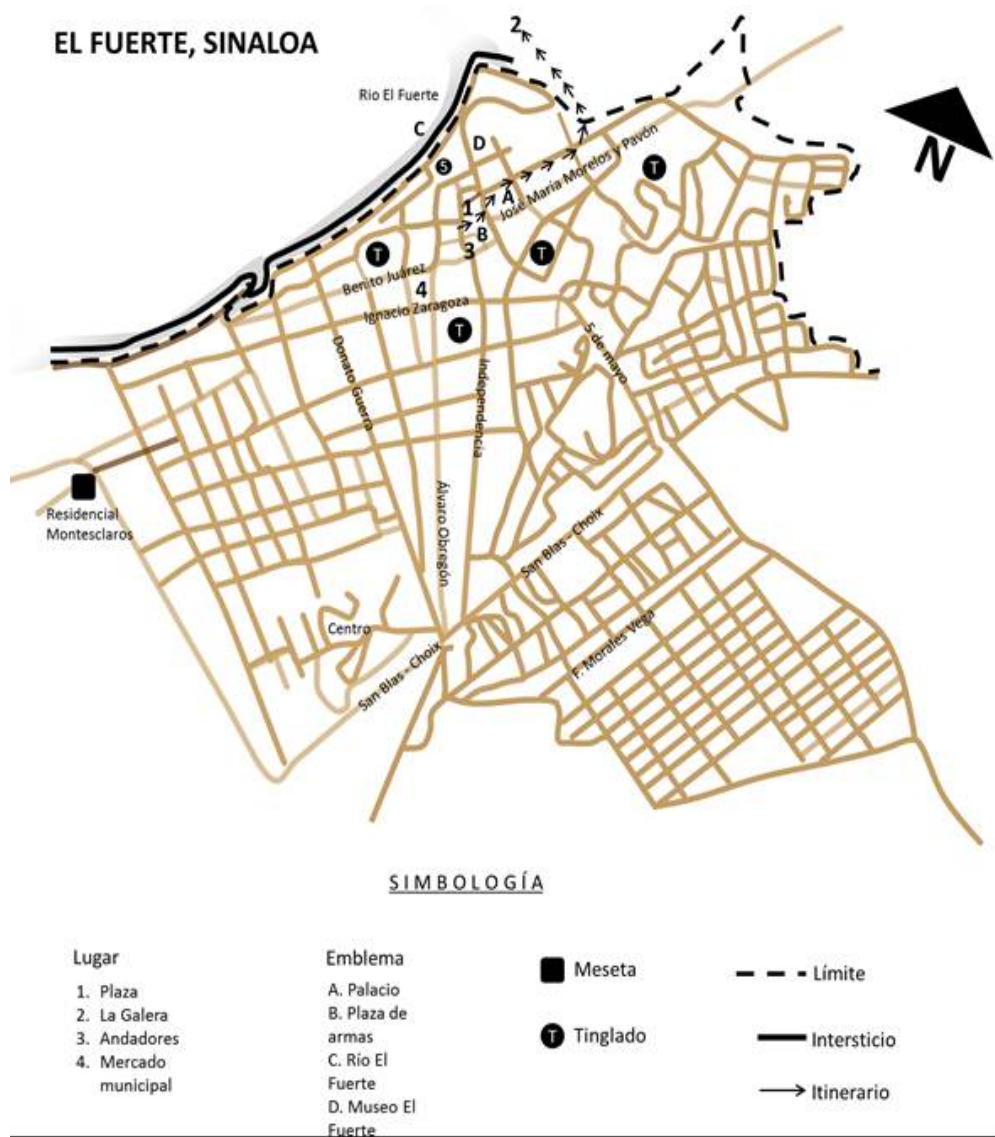 EL FUERTE, SINALOA
2
Rio El Fuerte
C
D
5
N
José María Morelos y Pavón
T
1
A
B
3
T
T
Benito Juárez
4
Ignacio Zaragoza
T
Donato Guerra
Independencia
5 de mayo
Álvaro Obregón
San Blas - Choix
Residencial
Montesclaros
Centro
San Blas - Choix
F. Morales Vega
SIMBOLOGÍA
Lugar
1. Plaza
2. La Galera
3. Andadores
4. Mercado
municipal
Emblema
A. Palacio
B. Plaza de
armas
C. Río El
Fuerte
D. Museo El
Fuerte
Meseta
T Tinglado
Límite
Intersticio
Itinerario